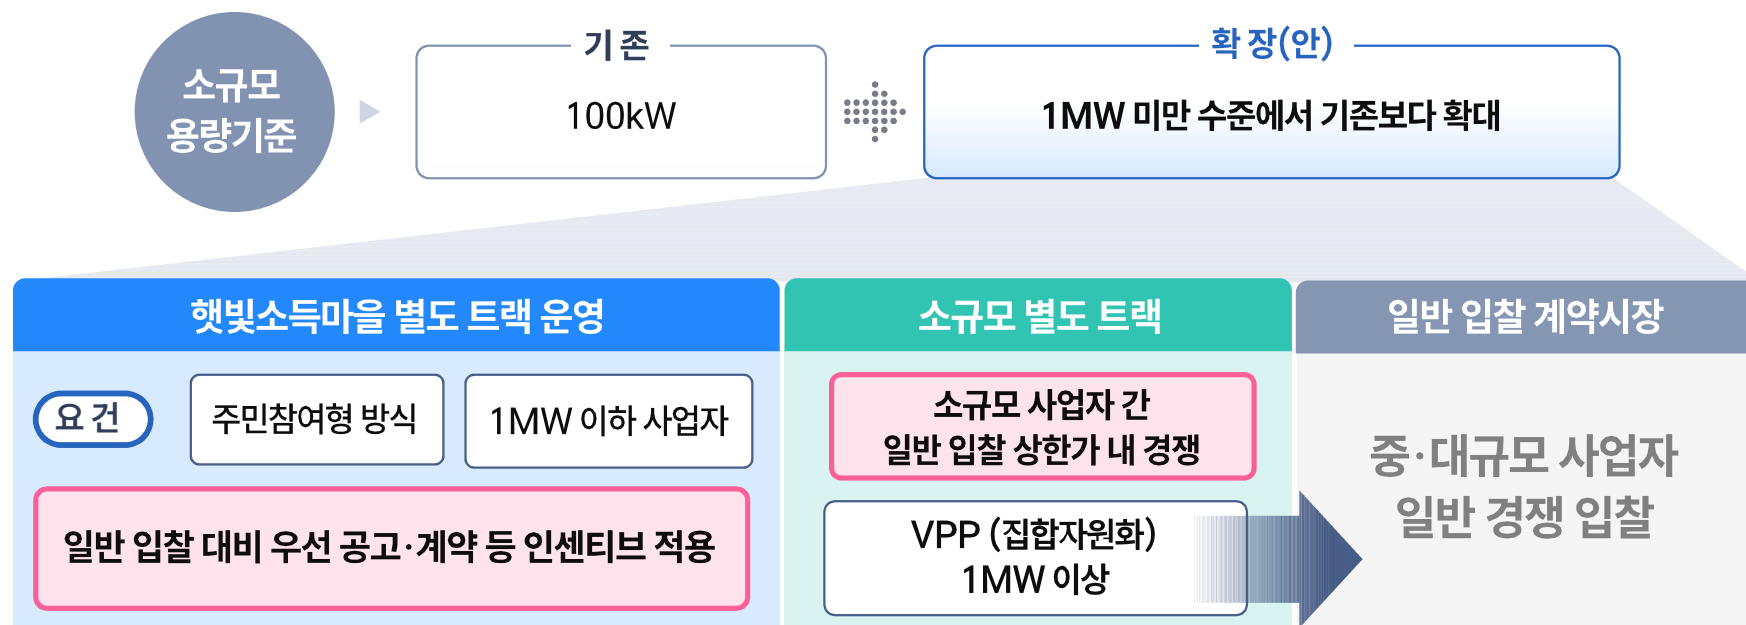 소규모
용량기준
기 존
100kW
확 장(안)
1MW 미만 수준에서 기존보다 확대
햇빛소득마을 별도 트랙 운영
요 건
주민참여형 방식
1MW 이하 사업자
일반 입찰 대비 우선 공고·계약 등 인센티브 적용
소규모 별도 트랙
소규모 사업자 간
일반 입찰 상한가 내 경쟁
VPP (집합자원화)
1MW 이상
일반 입찰 계약시장
중·대규모 사업자
일반 경쟁 입찰